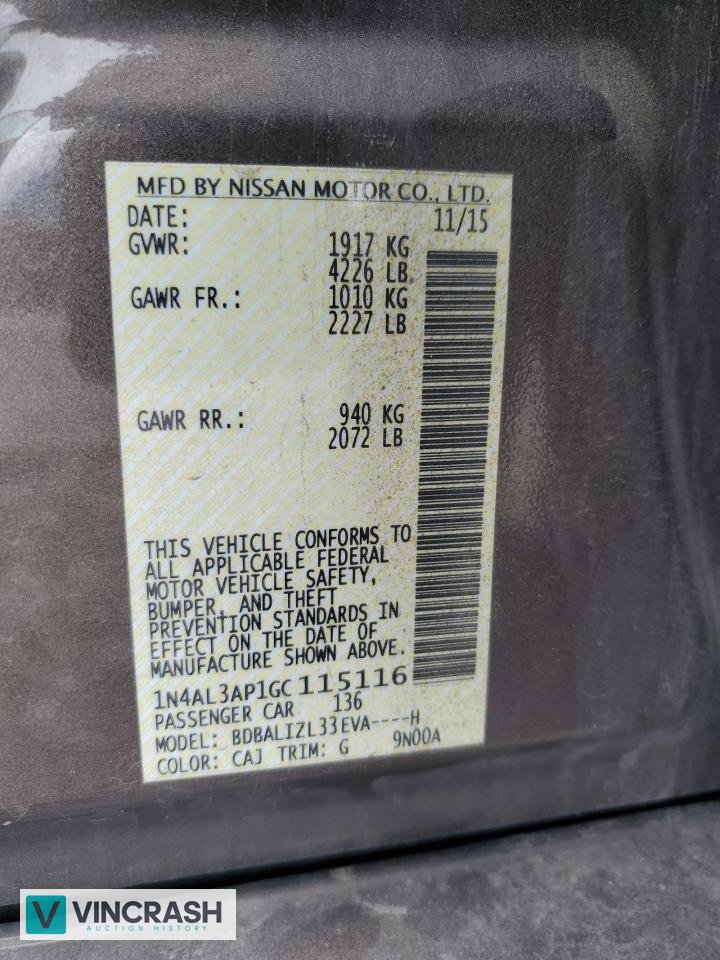 MFD BY NISSAN MOTOR CO., LTD.
DATE: 11/15
GVWR: 1917 KG
4226 LB
GAWR FR.: 1010 KG
2227 LB
GAWR RR.: 940 KG
2072 LB
THIS VEHICLE CONFORMS TO
ALL APPLICABLE FEDERAL
MOTOR VEHICLE SAFETY,
BUMPER, AND THEFT
PREVENTION STANDARDS IN
EFFECT ON THE DATE OF
MANUFACTURE SHOWN ABOVE.
1N4AL3AP1GC115116
PASSENGER CAR 136
MODEL: BDBALIZL33EVA----H
COLOR: CAJ TRIM: G 9N00A
V VINCRASH
AUCTION HISTORY